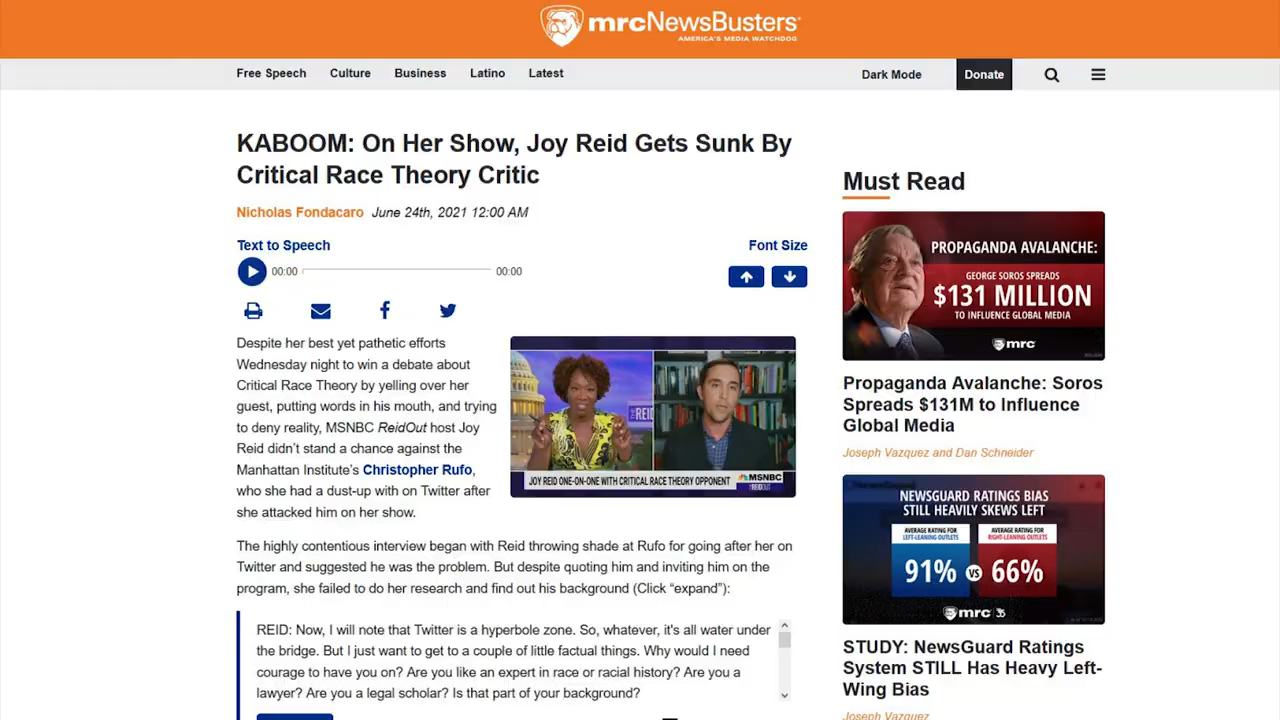 mrcNewsBusters
AMERICA'S MEDIA WATCHDOG
Free Speech Culture Business Latino Latest Dark Mode Donate
KABOOM: On Her Show, Joy Reid Gets Sunk By
Critical Race Theory Critic
Nicholas Fondacaro June 24th, 2021 12:00 AM
Text to Speech
Font Size
00:00 00:00
Despite her best yet pathetic efforts
Wednesday night to win a debate about
Critical Race Theory by yelling over her
guest, putting words in his mouth, and trying
to deny reality, MSNBC ReidOut host Joy
Reid didn't stand a chance against the
Manhattan Institute's Christopher Rufo,
who she had a dust-up with on Twitter after
she attacked him on her show.
THE REID
JOY REID ONE-ON-ONE WITH CRITICAL RACE THEORY OPPONENT
MSNBC
The highly contentious interview began with Reid throwing shade at Rufo for going after her on
Twitter and suggested he was the problem. But despite quoting him and inviting him on the
program, she failed to do her research and find out his background (Click “expand”):
REID: Now, I will note that Twitter is a hyperbole zone. So, whatever, it's all water under
the bridge. But I just want to get to a couple of little factual things. Why would I need
courage to have you on? Are you like an expert in race or racial history? Are you a
lawyer? Are you a legal scholar? Is that part of your background?
Must Read
PROPAGANDA AVALANCHE:
GEORGE SOROS SPREADS
$131 MILLION
TO INFLUENCE GLOBAL MEDIA
mrc
Propaganda Avalanche: Soros
Spreads $131M to Influence
Global Media
Joseph Vazquez and Dan Schneider
NEWSGUARD RATINGS BIAS
STILL HEAVILY SKEWS LEFT
AVERAGE RATING FOR
LEFT-LEANING OUTLETS
AVERAGE RATING FOR
RIGHT-LEANING OUTLETS
91% VS 66%
mrc
STUDY: NewsGuard Ratings
System STILL Has Heavy Left-
Wing Bias
Joseph Vazquez